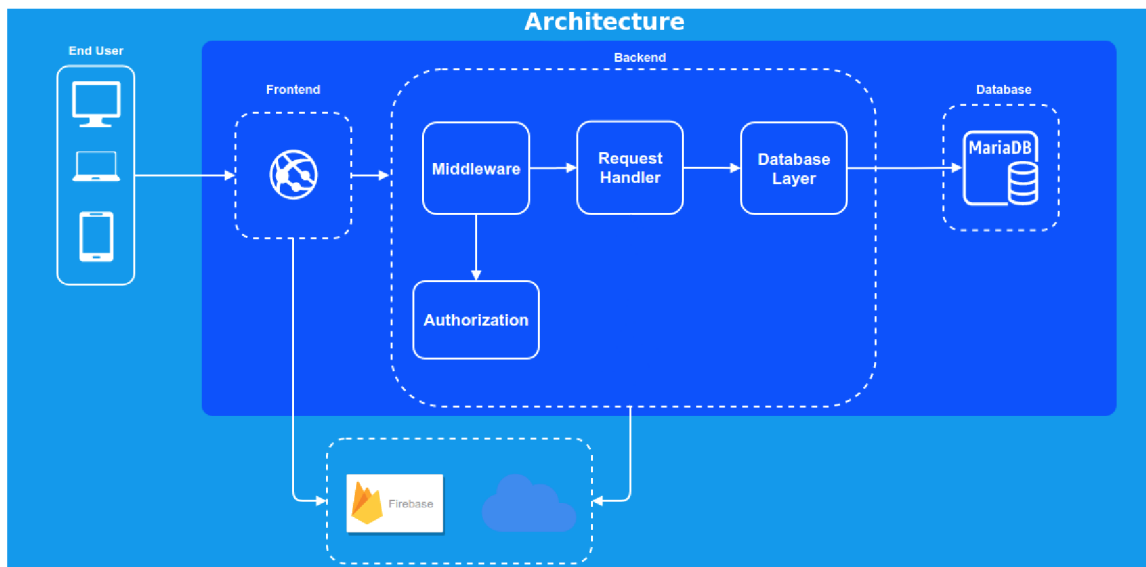 Architecture
End User
Backend
Frontend
Database
Middleware
Request
Handler
Database
Layer
MariaDB
Authorization
Firebase